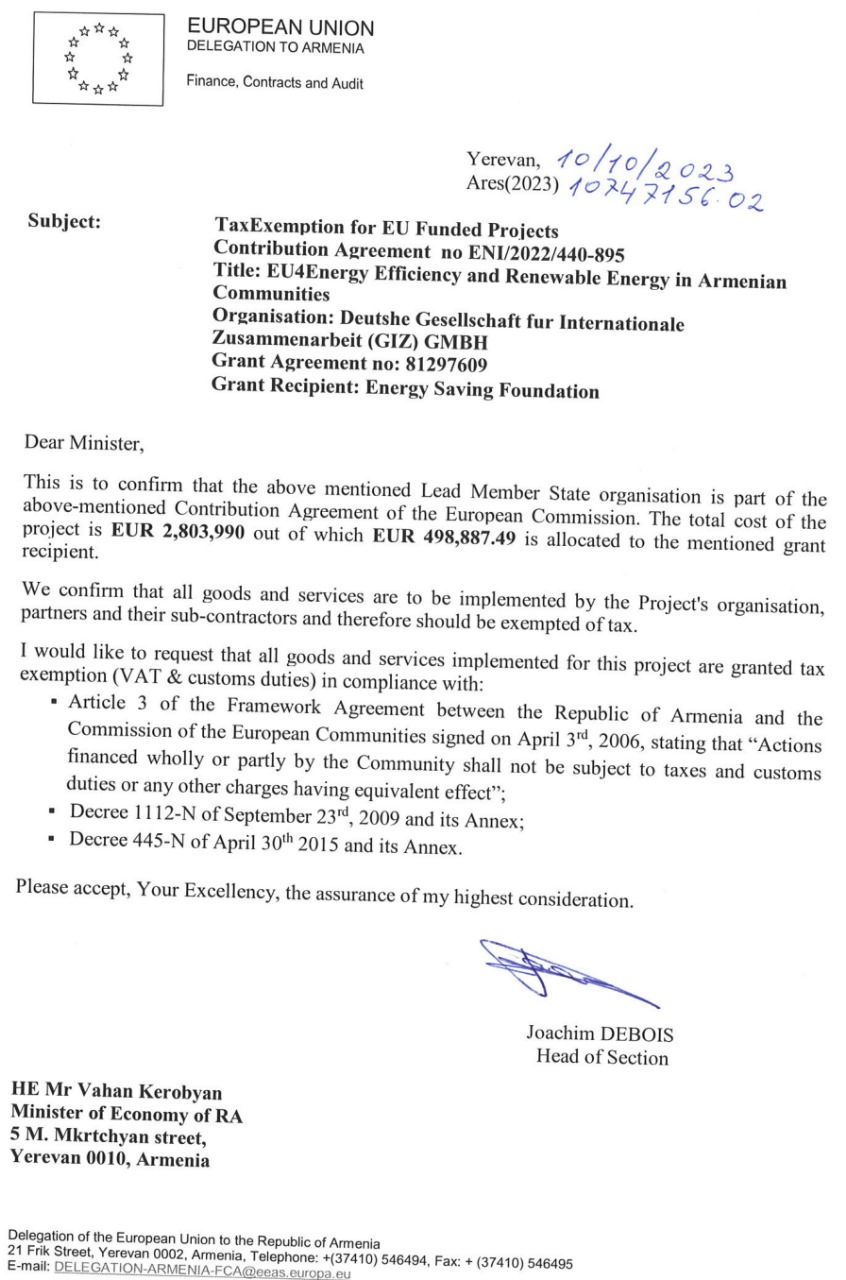 EUROPEAN UNION
DELEGATION TO ARMENIA
Finance, Contracts and Audit
Yerevan, 10/10/2023
Ares(2023) 10747156.02
Subject: TaxExemption for EU Funded Projects
Contribution Agreement no ENI/2022/440-895
Title: EU4Energy Efficiency and Renewable Energy in Armenian
Communities
Organisation: Deutshe Gesellschaft fur Internationale
Zusammenarbeit (GIZ) GMBH
Grant Agreement no: 81297609
Grant Recipient: Energy Saving Foundation
Dear Minister,
This is to confirm that the above mentioned Lead Member State organisation is part of the
above-mentioned Contribution Agreement of the European Commission. The total cost of the
project is EUR 2,803,990 out of which EUR 498,887.49 is allocated to the mentioned grant
recipient.
We confirm that all goods and services are to be implemented by the Project's organisation,
partners and their sub-contractors and therefore should be exempted of tax.
I would like to request that all goods and services implemented for this project are granted tax
exemption (VAT & customs duties) in compliance with:
▪ Article 3 of the Framework Agreement between the Republic of Armenia and the
Commission of the European Communities signed on April 3rd, 2006, stating that “Actions
financed wholly or partly by the Community shall not be subject to taxes and customs
duties or any other charges having equivalent effect”;
▪ Decree 1112-N of September 23rd, 2009 and its Annex;
▪ Decree 445-N of April 30th 2015 and its Annex.
Please accept, Your Excellency, the assurance of my highest consideration.
Joachim DEBOIS
Head of Section
HE Mr Vahan Kerobyan
Minister of Economy of RA
5 M. Mkrtchyan street,
Yerevan 0010, Armenia
Delegation of the European Union to the Republic of Armenia
21 Frik Street, Yerevan 0002, Armenia, Telephone: +(37410) 546494, Fax: + (37410) 546495
E-mail: DELEGATION-ARMENIA-FCA@eeas.europa.eu